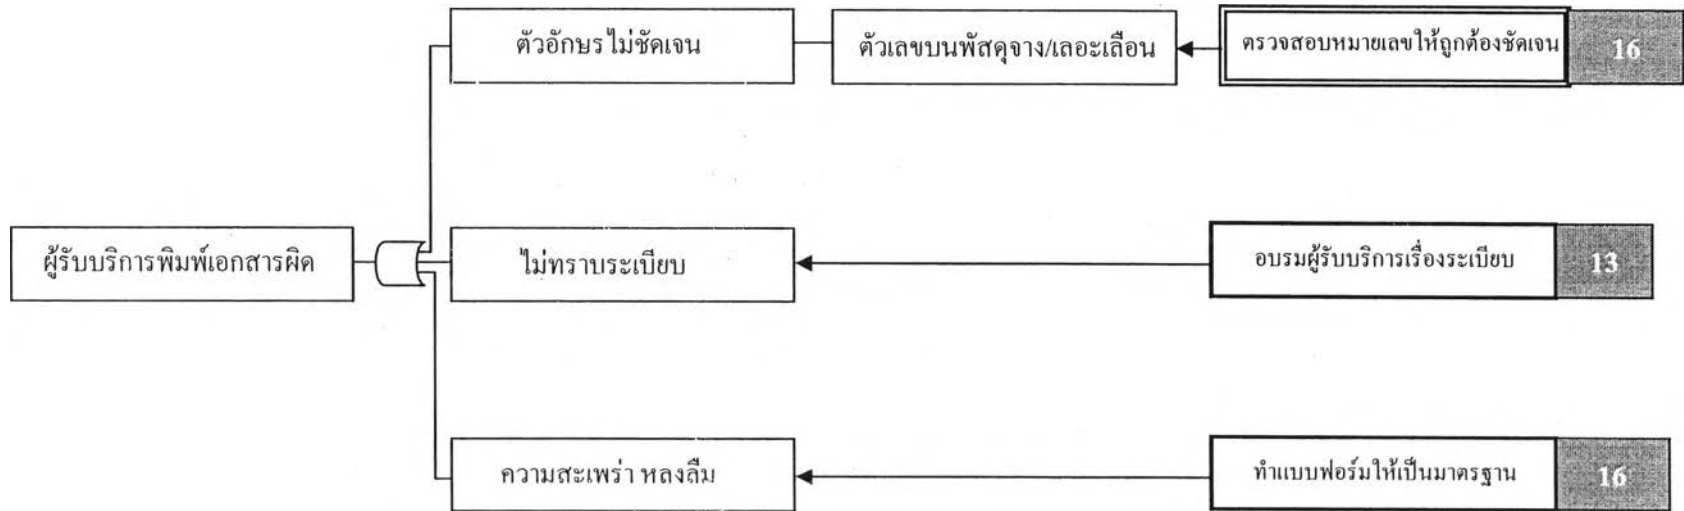 ตัวอักษรไม่ชัดเจน
ตัวเลขบนพัสดุจาง/เลอะเลือน
ตรวจสอบหมายเลขให้ถูกต้องชัดเจน
16
ผู้รับบริการพิมพ์เอกสารผิด
ไม่ทราบระเบียบ
อบรมผู้รับบริการเรื่องระเบียบ
13
ความสะเพร่า หลงลืม
ทำแบบฟอร์มให้เป็นมาตรฐาน
16